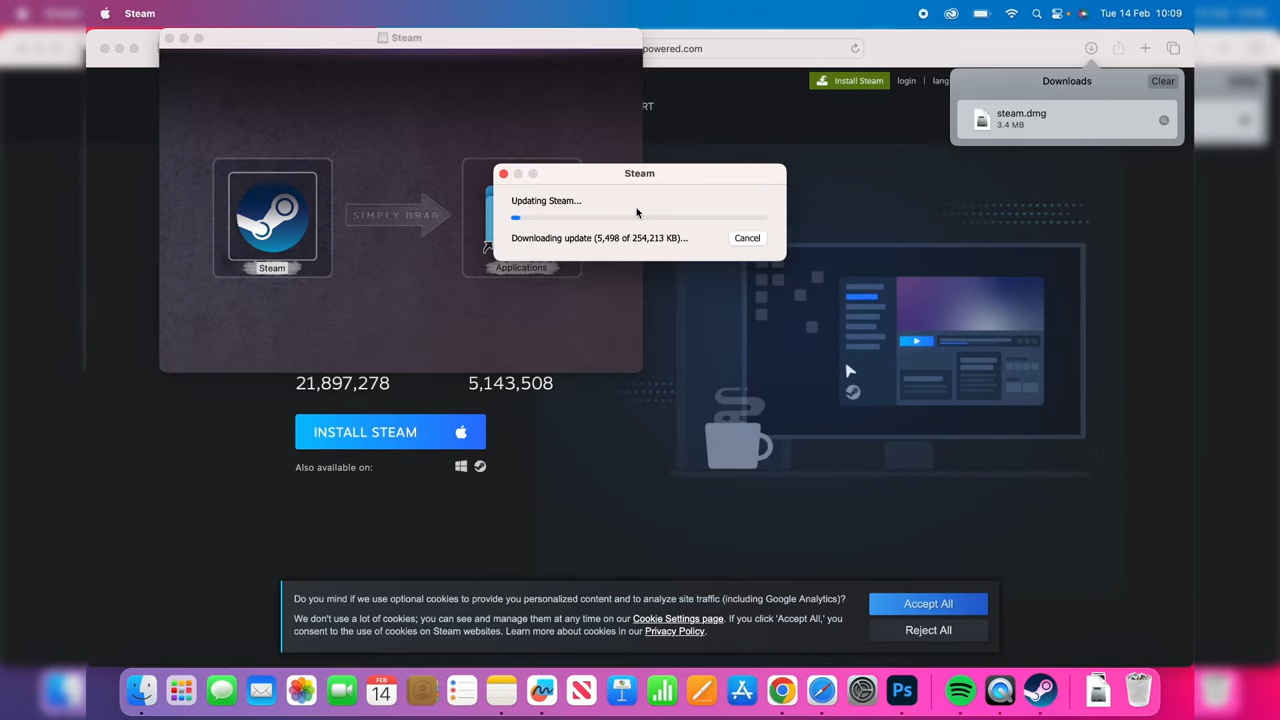 Steam
Tue 14 Feb 10:09
Steam
powered.com
Install Steam
login
lang
RT
Downloads
Clear
steam.dmg
3.4 MB
SIMPLY DRAG
Steam
Applications
Steam
Updating Steam...
Downloading update (5,498 of 254,213 KB)...
Cancel
21,897,278
5,143,508
INSTALL STEAM
Also available on:
Do you mind if we use optional cookies to provide you personalized content and to analyze site traffic (including Google Analytics)?
We don't use a lot of cookies; you can see and manage them at any time on our Cookie Settings page. If you click 'Accept All,' you
consent to the use of cookies on Steam websites. Learn more about cookies in our Privacy Policy.
Accept All
Reject All
FEB
14
Ps